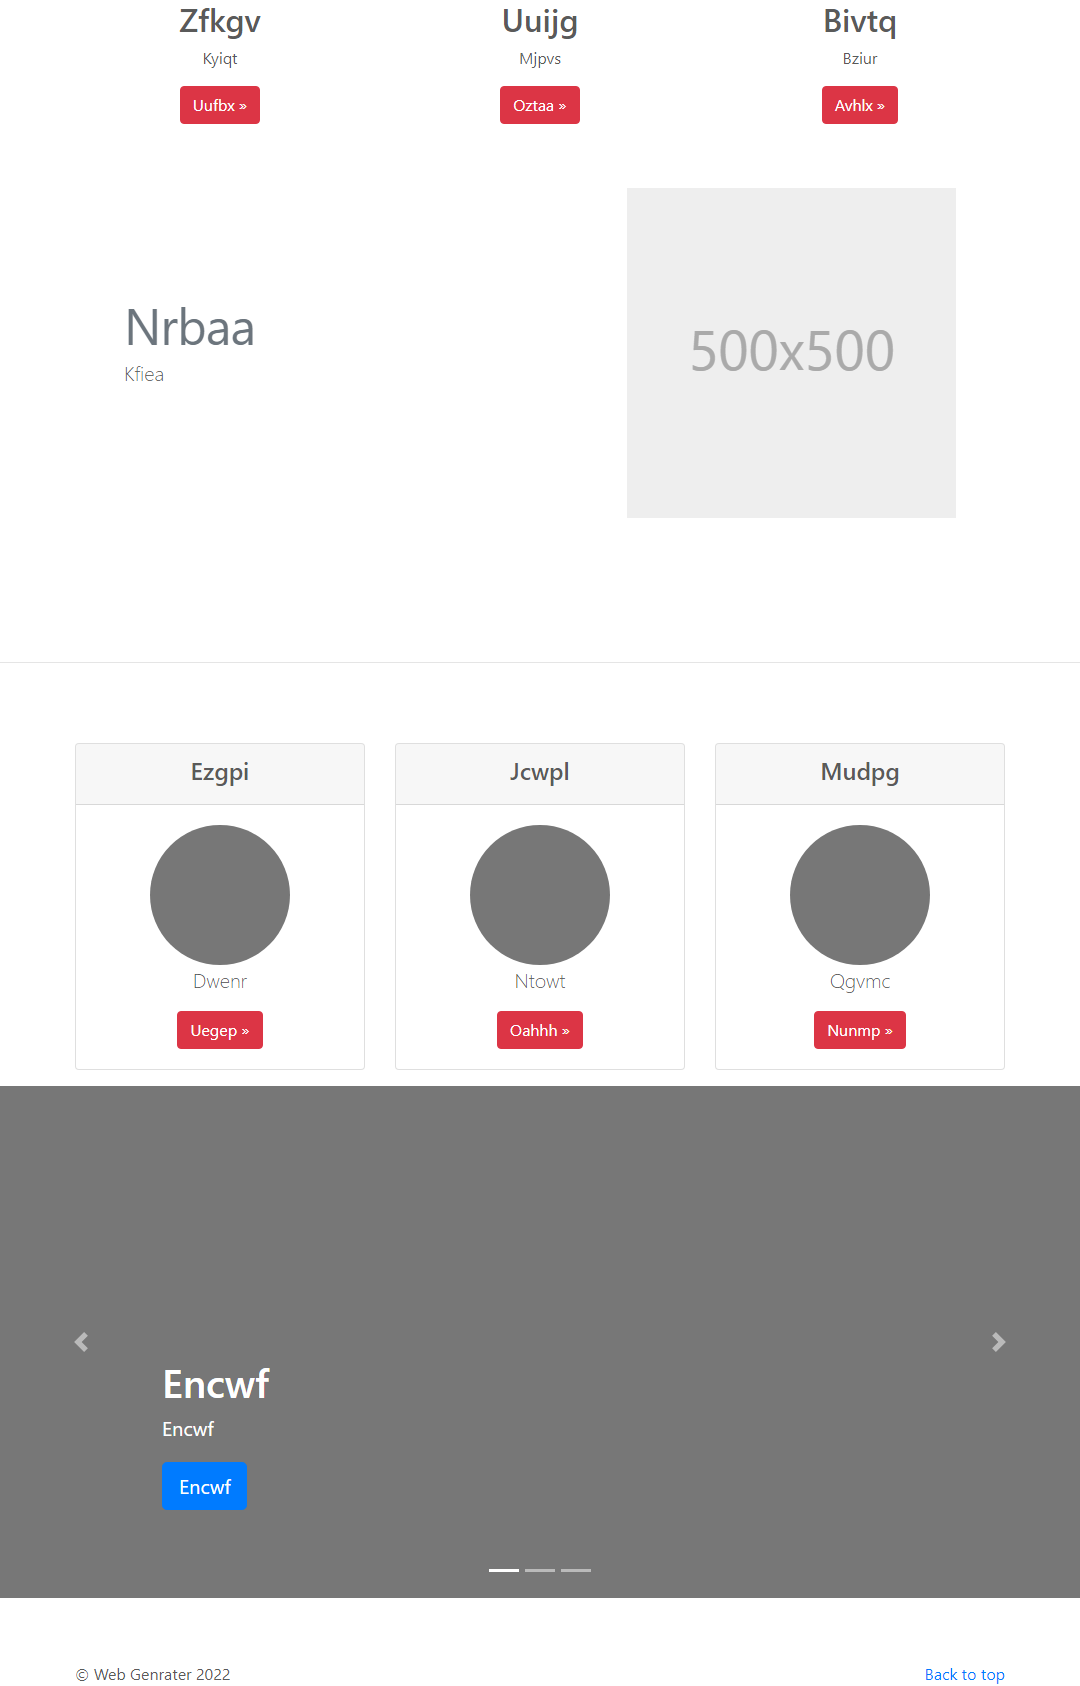 Zfkgv
Kyiqt
Uufbx »
Uuijg
Mjpvs
Oztaa »
Bivtq
Bziur
Avhlx »
Nrbaa
Kfiea
500x500
Ezgpi
Dwenr
Uegep »
Jcwpl
Ntowt
Oahhh »
Mudpg
Qgvmc
Nunmp »
Encwf
Encwf
Encwf
© Web Genrater 2022
Back to top